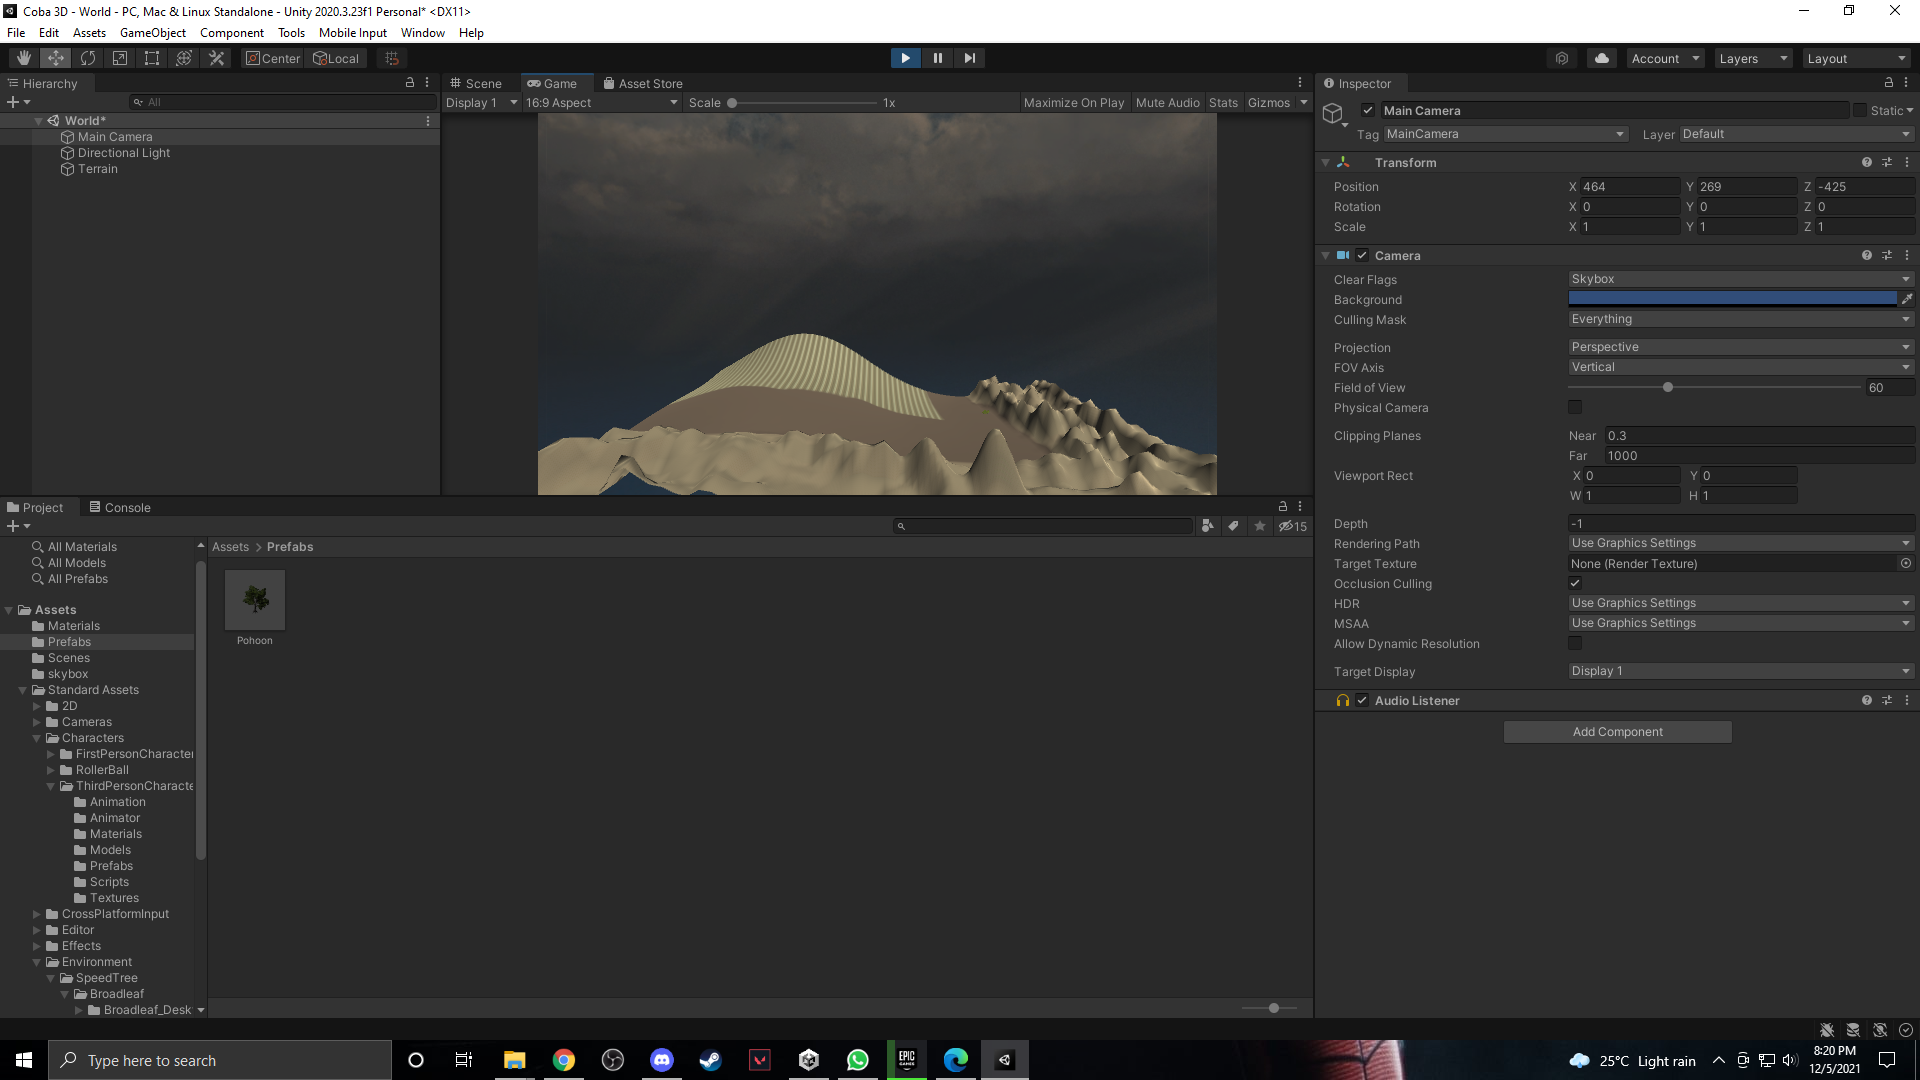 Coba 3D - World - PC, Mac & Linux Standalone - Unity 2020.3.23f1 Personal* <DX11>
File Edit Assets GameObject Component Tools Mobile Input Window Help
Center Local Account Layers Layout
Hierarchy
All
World*
Main Camera
Directional Light
Terrain
Scene Game Asset Store
Display 1 16:9 Aspect Scale 1x Maximize On Play Mute Audio Stats Gizmos
Inspector
Main Camera Static
Tag MainCamera Layer Default
Transform
Position X 464 Y 269 Z -425
Rotation X 0 Y 0 Z 0
Scale X 1 Y 1 Z 1
Camera
Clear Flags Skybox
Background
Culling Mask Everything
Projection Perspective
FOV Axis Vertical
Field of View 60
Physical Camera
Clipping Planes Near 0.3
Far 1000
Viewport Rect X 0 Y 0
W 1 H 1
Depth -1
Rendering Path Use Graphics Settings
Target Texture None (Render Texture)
Occlusion Culling
HDR Use Graphics Settings
MSAA Use Graphics Settings
Allow Dynamic Resolution
Target Display Display 1
Audio Listener
Add Component
Project Console
15
All Materials
All Models
All Prefabs
Assets
Materials
Prefabs
Scenes
skybox
Standard Assets
2D
Cameras
Characters
FirstPersonCharacter
RollerBall
ThirdPersonCharacte
Animation
Animator
Materials
Models
Prefabs
Scripts
Textures
CrossPlatformInput
Editor
Effects
Environment
SpeedTree
Broadleaf
Broadleaf_Desk
Assets > Prefabs
Pohoon
Type here to search
EPIC GAMES
25°C Light rain
8:20 PM
12/5/2021